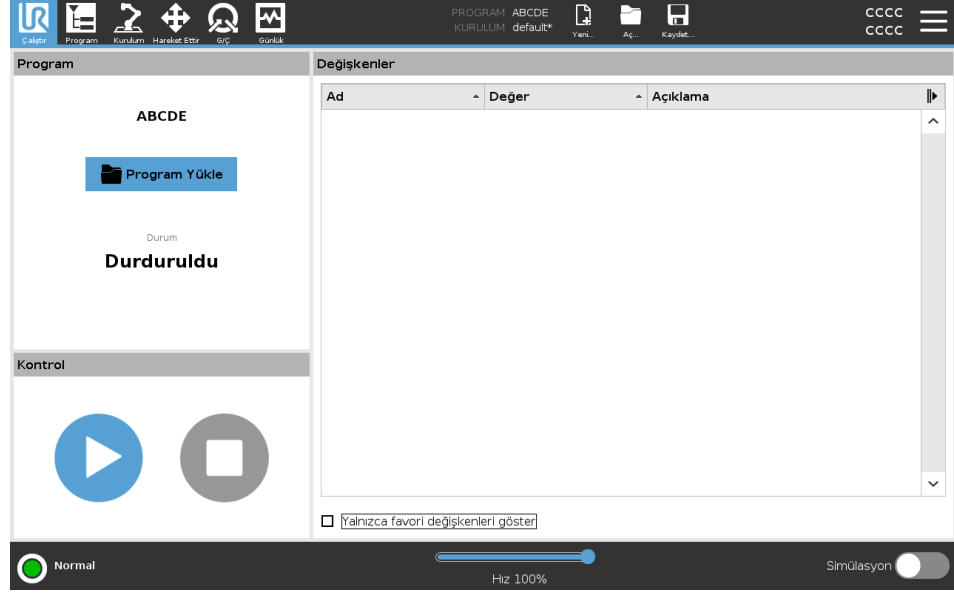 UR
Çalıştır
Program
Kurulum
Hareket Ettir
G/Ç
Günlük
PROGRAM ABCDE
KURULUM default*
Yeni...
Aç...
Kaydet...
CCCC
CCCC
Program
ABCDE
Program Yükle
Durum
Durduruldu
Kontrol
Değişkenler
Ad
Değer
Açıklama
Yalnızca favori değişkenleri göster
Normal
Hız 100%
Simülasyon